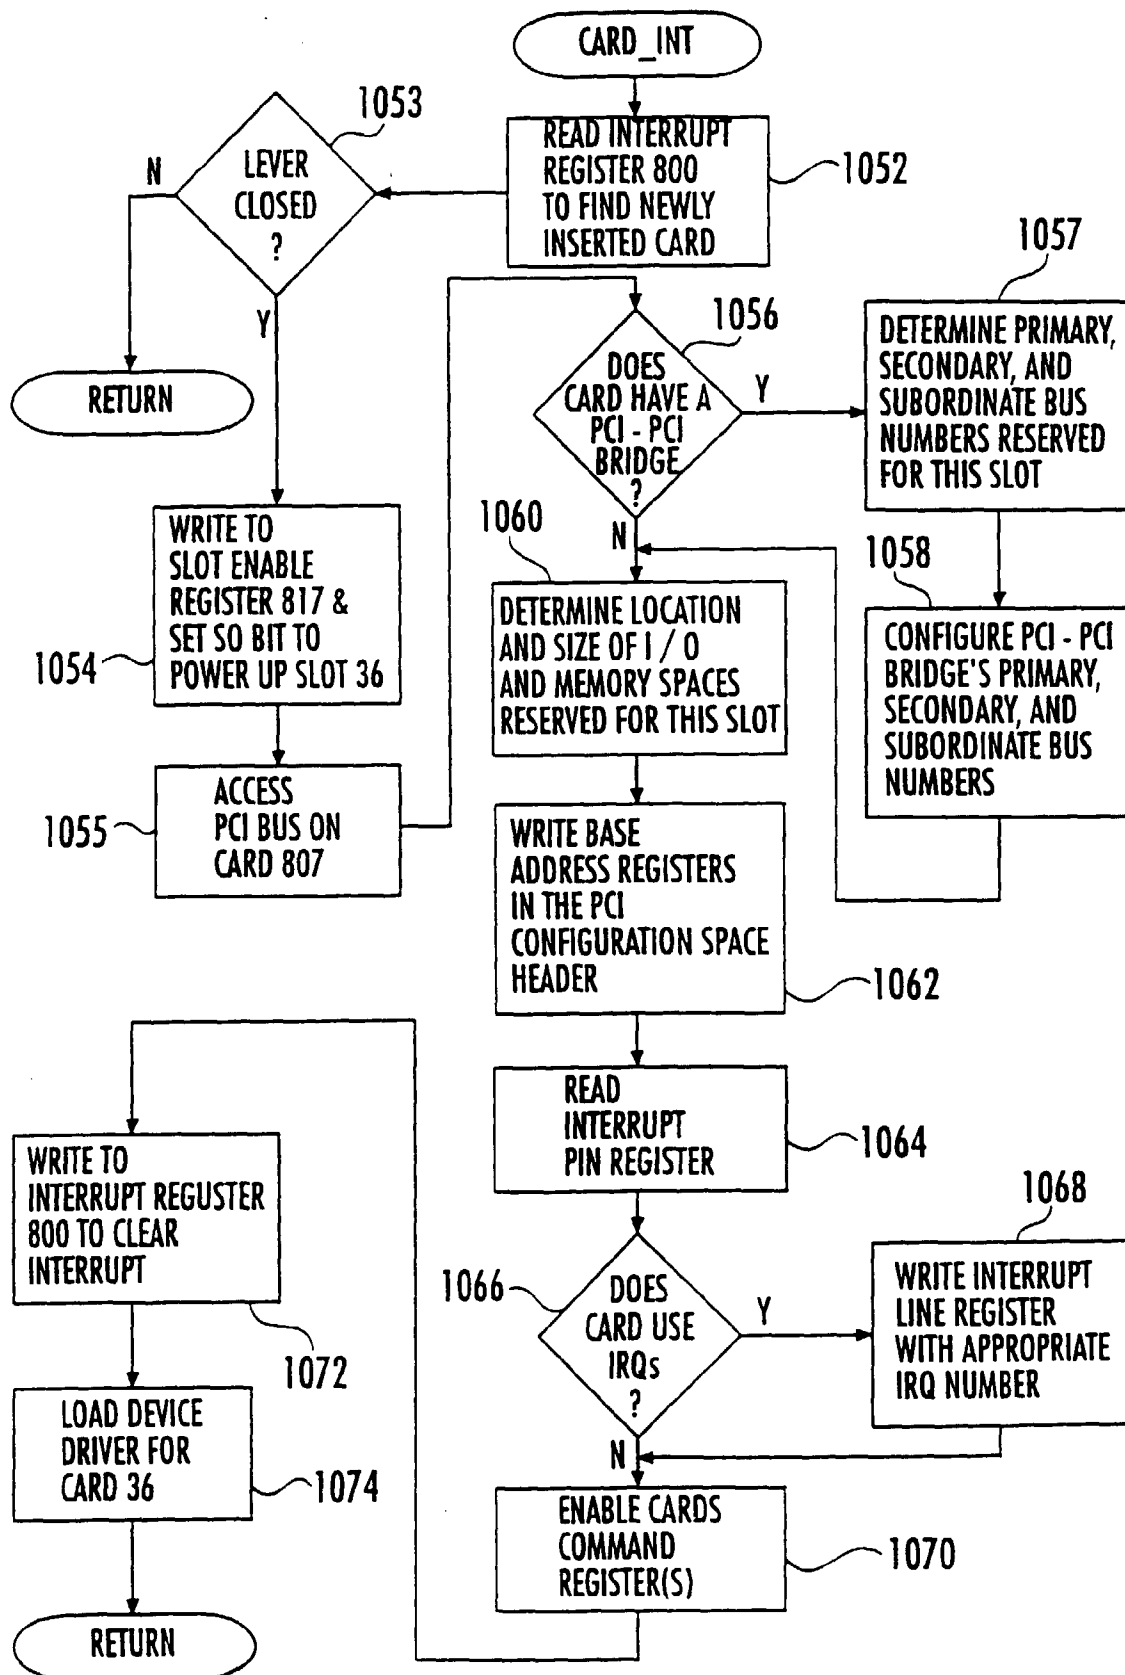 CARD_INT
READ INTERRUPT
REGISTER 800
TO FIND NEWLY
INSERTED CARD
1052
1053
LEVER
CLOSED
?
N
Y
RETURN
WRITE TO
SLOT ENABLE
REGISTER 817 &
SET SO BIT TO
POWER UP SLOT 36
1054
ACCESS
PCI BUS ON
CARD 807
1055
1056
DOES
CARD HAVE A
PCI - PCI
BRIDGE
?
Y
N
1057
DETERMINE PRIMARY,
SECONDARY, AND
SUBORDINATE BUS
NUMBERS RESERVED
FOR THIS SLOT
1058
CONFIGURE PCI - PCI
BRIDGE'S PRIMARY,
SECONDARY, AND
SUBORDINATE BUS
NUMBERS
1060
DETERMINE LOCATION
AND SIZE OF I / O
AND MEMORY SPACES
RESERVED FOR THIS SLOT
WRITE BASE
ADDRESS REGISTERS
IN THE PCI
CONFIGURATION SPACE
HEADER
1062
READ
INTERRUPT
PIN REGISTER
1064
1066
DOES
CARD USE
IRQs
?
Y
N
1068
WRITE INTERRUPT
LINE REGISTER
WITH APPROPRIATE
IRQ NUMBER
ENABLE CARDS
COMMAND
REGISTER(S)
1070
WRITE TO
INTERRUPT REGUSTER
800 TO CLEAR
INTERRUPT
1072
LOAD DEVICE
DRIVER FOR
CARD 36
1074
RETURN